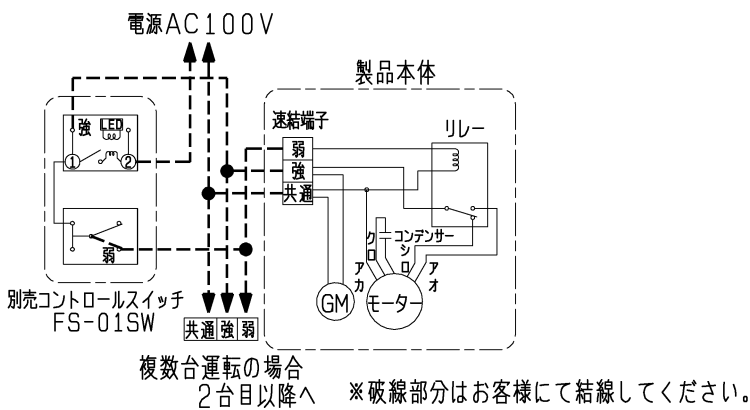 電源AC100V
製品本体
速結端子
弱
強
共通
リレー
強
LED
①
②
弱
クロ
コンデンサー
シロ
アカ
アオ
GM
モーター
別売コントロールスイッチ
FS-01SW
共通
強
弱
複数台運転の場合
2台目以降へ
※破線部分はお客様にて結線してください。